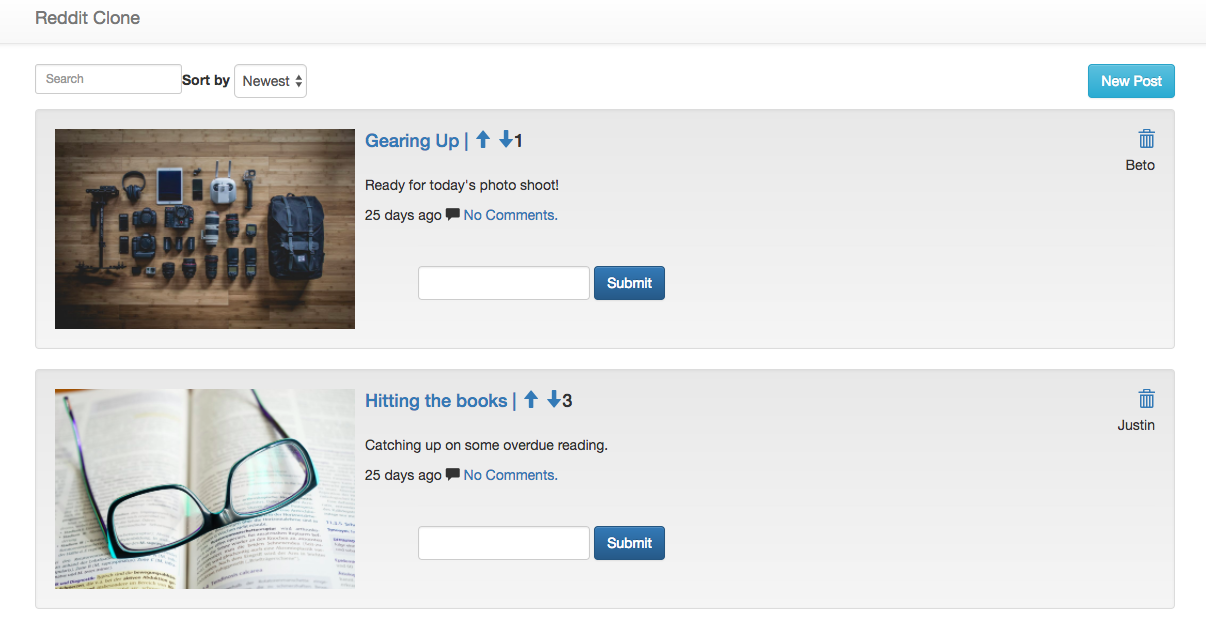 Reddit Clone
Search Sort by Newest New Post
Gearing Up | 1
Beto
Ready for today's photo shoot!
25 days ago No Comments.
Submit
Hitting the books | 3
Justin
Catching up on some overdue reading.
25 days ago No Comments.
Submit